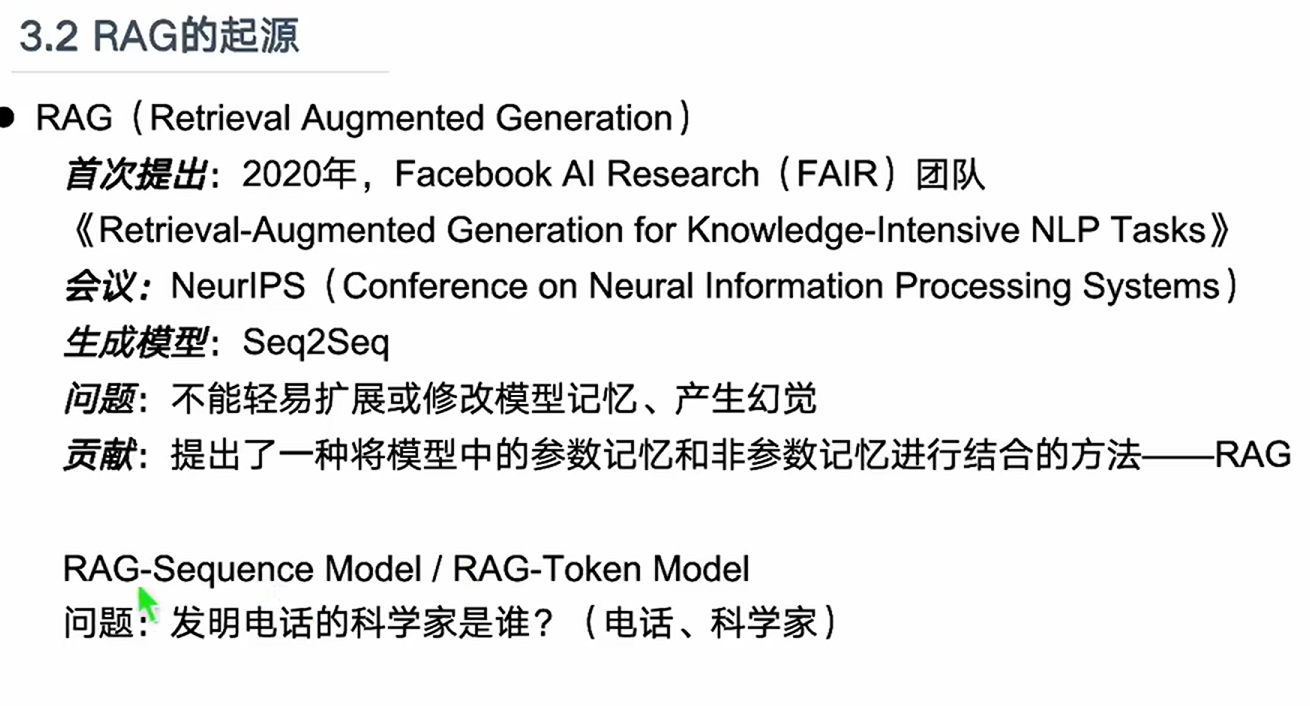 3.2 RAG的起源
● RAG（Retrieval Augmented Generation）
首次提出：2020年，Facebook AI Research（FAIR）团队
《Retrieval-Augmented Generation for Knowledge-Intensive NLP Tasks》
会议：NeurIPS（Conference on Neural Information Processing Systems）
生成模型：Seq2Seq
问题：不能轻易扩展或修改模型记忆、产生幻觉
贡献：提出了一种将模型中的参数记忆和非参数记忆进行结合的方法——RAG
RAG-Sequence Model / RAG-Token Model
问题：发明电话的科学家是谁？（电话、科学家）